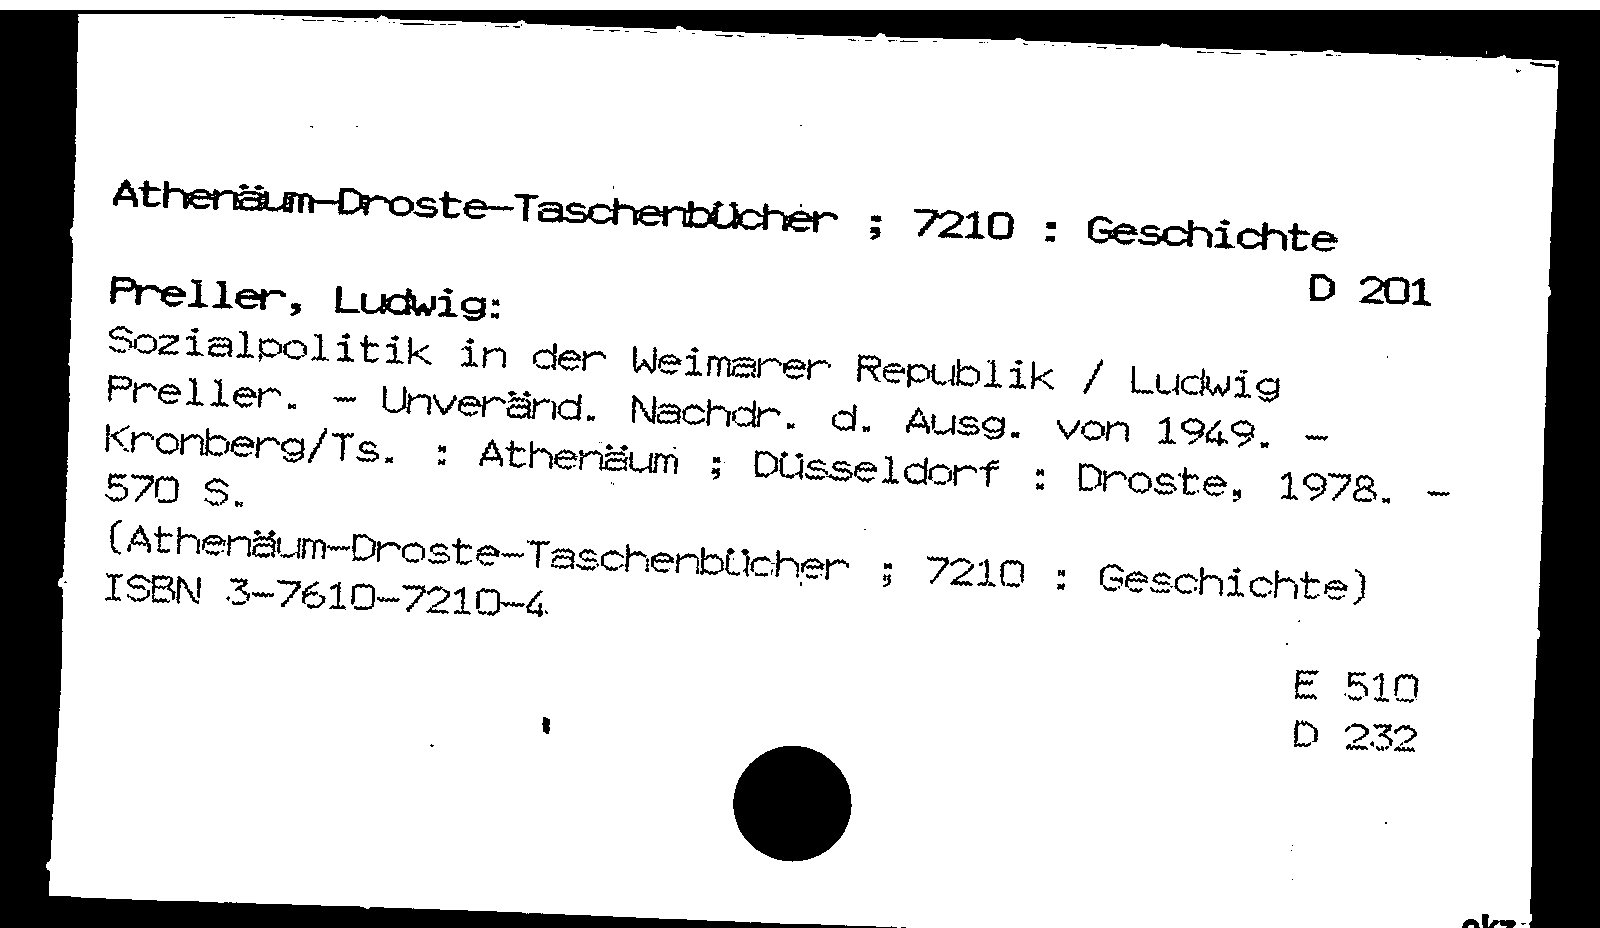 Athenäum-Droste-Taschenbücher ; 7210 : Geschichte
D 201
Preller, Ludwig:
Sozialpolitik in der Weimarer Republik / Ludwig
Preller. - Unveränd. Nachdr. d. Ausg. von 1949. -
Kronberg/Ts. : Athenäum ; Düsseldorf : Droste, 1978. -
570 S.
(Athenäum-Droste-Taschenbücher ; 7210 : Geschichte)
ISBN 3-7610-7210-4
E 510
D 232